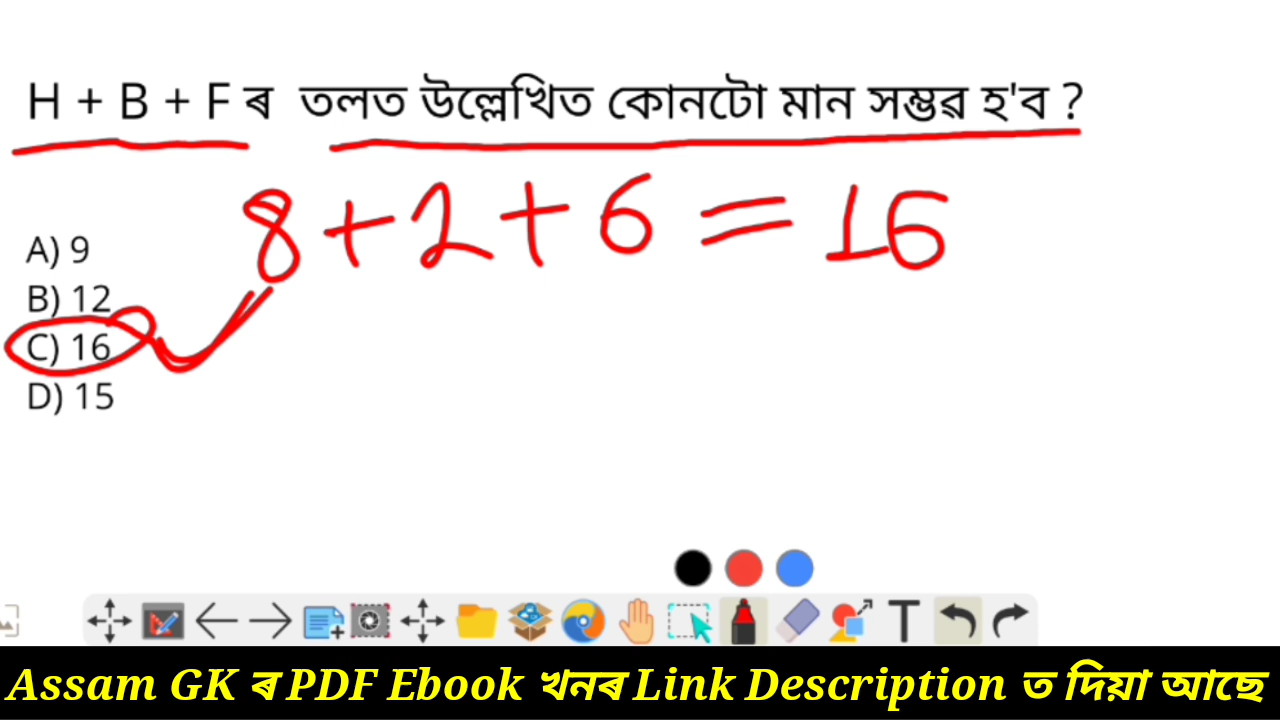 H + B + F ৰ তলত উল্লেখিত কোনটো মান সম্ভৱ হ'ব ?
8 + 2 + 6 = 16
A) 9
B) 12
C) 16
D) 15
T
Assam GK ৰ PDF Ebook খনৰ Link Description ত দিয়া আছে